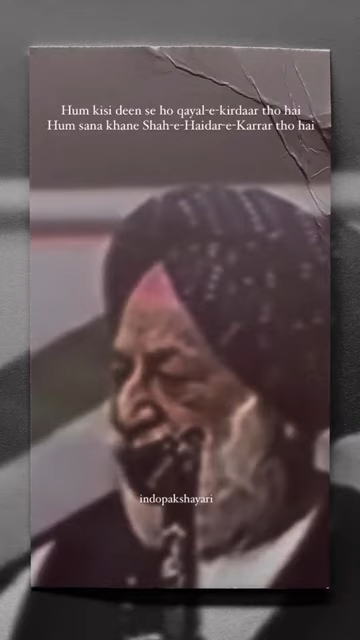 Hum kisi deen se ho qayal-e-kirdaar tho hai
Hum sana khane Shah-e-Haidar-e-Karrar tho hai
indopakshayari